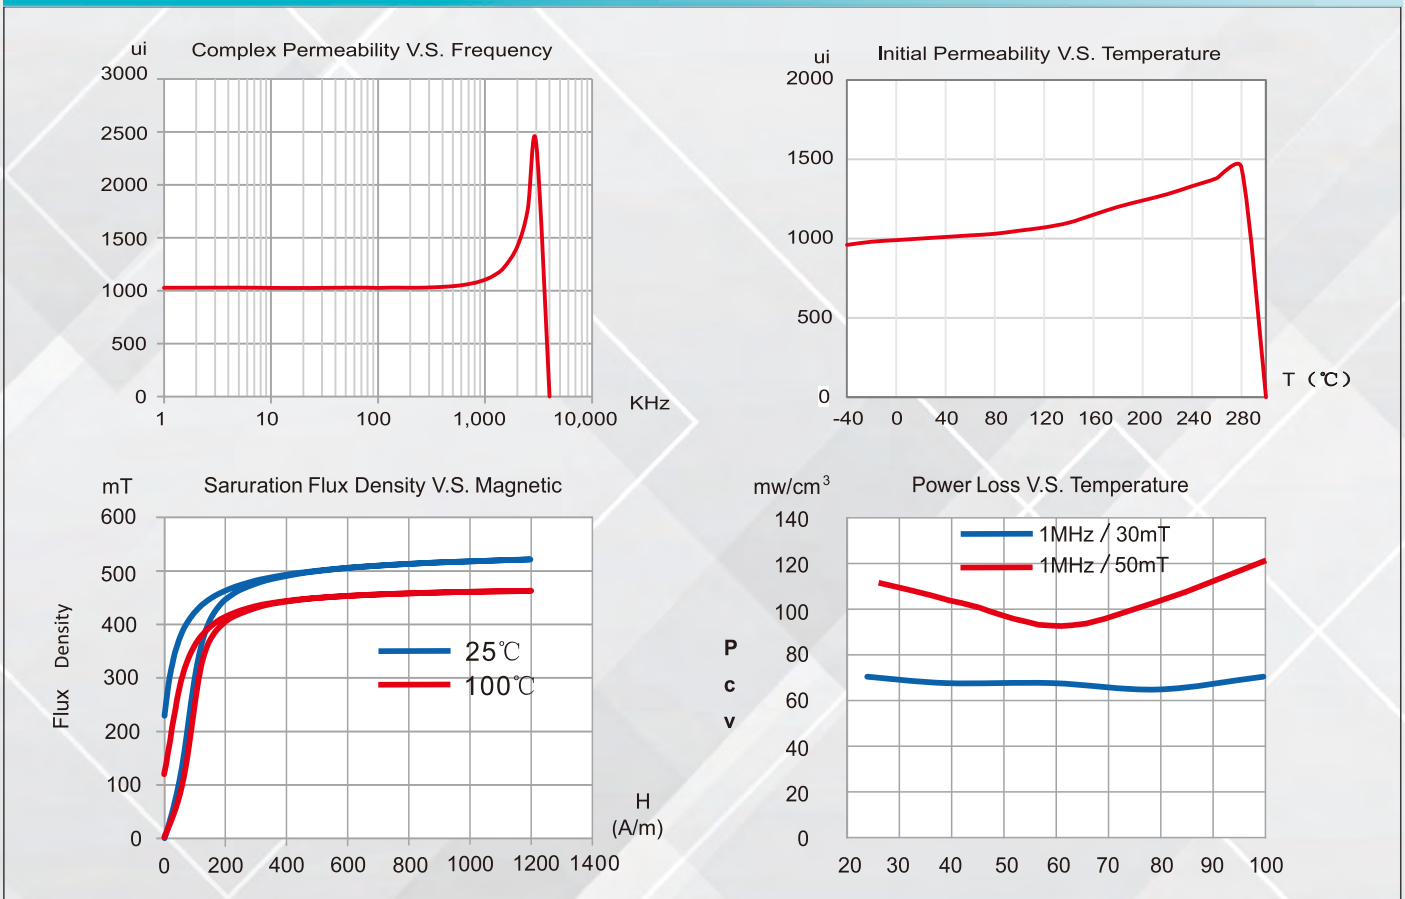 ui
Complex Permeability V.S. Frequency
3000
2500
2000
1500
1000
500
0
1 10 100 1,000 10,000
KHz
ui
Initial Permeability V.S. Temperature
2000
1500
1000
500
0
-40 0 40 80 120 160 200 240 280
T (℃)
mT
Saruration Flux Density V.S. Magnetic
600
500
400
300
200
100
0
Flux Density
25℃
100℃
0 200 400 600 800 1000 1200 1400
H
(A/m)
mw/cm³
Power Loss V.S. Temperature
140
120
100
80
60
40
20
0
P
c
v
1MHz / 30mT
1MHz / 50mT
20 30 40 50 60 70 80 90 100